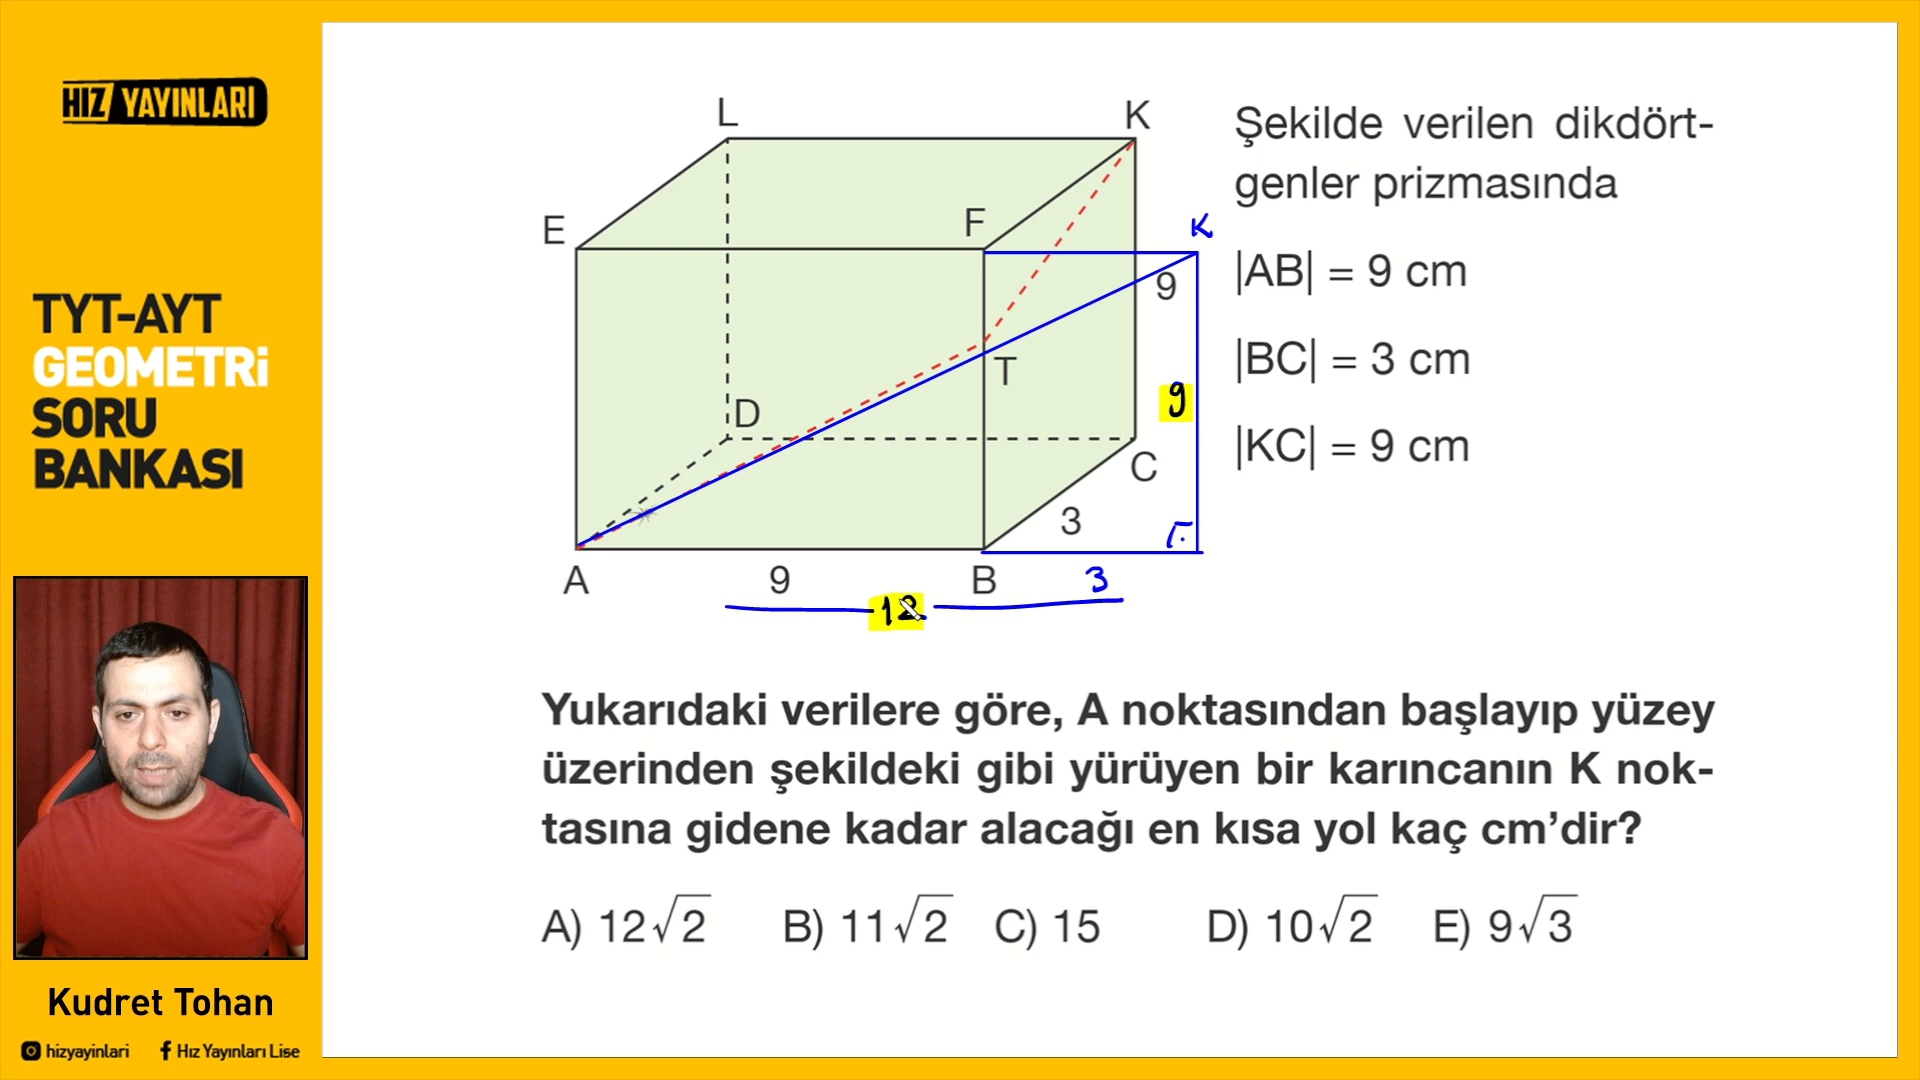 HIZ YAYINLARI
TYT-AYT
GEOMETRİ
SORU
BANKASI
Kudret Tohan
hizyayinlari
Hız Yayınları Lise
L
K
E
F
K
9
T
D
9
C
3
A
9
B
3
12
Şekilde verilen dikdört-
genler prizmasında
|AB| = 9 cm
|BC| = 3 cm
|KC| = 9 cm
Yukarıdaki verilere göre, A noktasından başlayıp yüzey
üzerinden şekildeki gibi yürüyen bir karıncanın K nok-
tasına gidene kadar alacağı en kısa yol kaç cm’dir?
A) 12√2 B) 11√2 C) 15 D) 10√2 E) 9√3